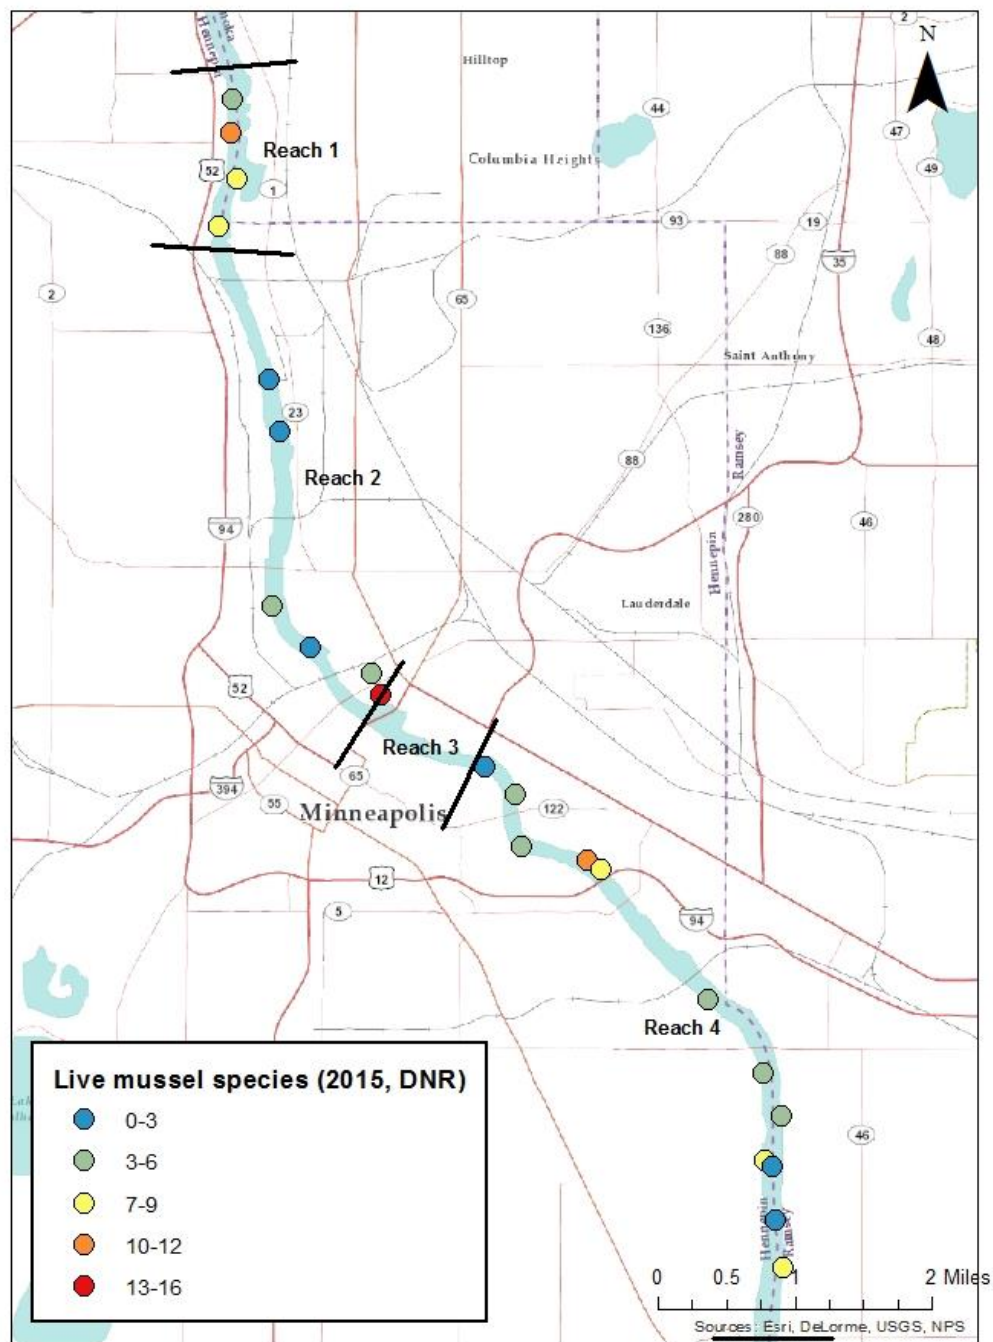 Hennepin
2
N
Hilltop
44
47
Reach 1
Columbia Heights
49
52
1
93
19
88
35
2
65
136
48
Saint Anthony
23
Ramsey
88
Reach 2
94
280
46
Hennepin
Lauderdale
52
Reach 3
65
394
55
122
Minneapolis
12
5
94
Reach 4
Live mussel species (2015, DNR)
0-3
3-6
7-9
10-12
13-16
46
Hennepin
Ramsey
0 0.5 1 2 Miles
Sources: Esri, DeLorme, USGS, NPS